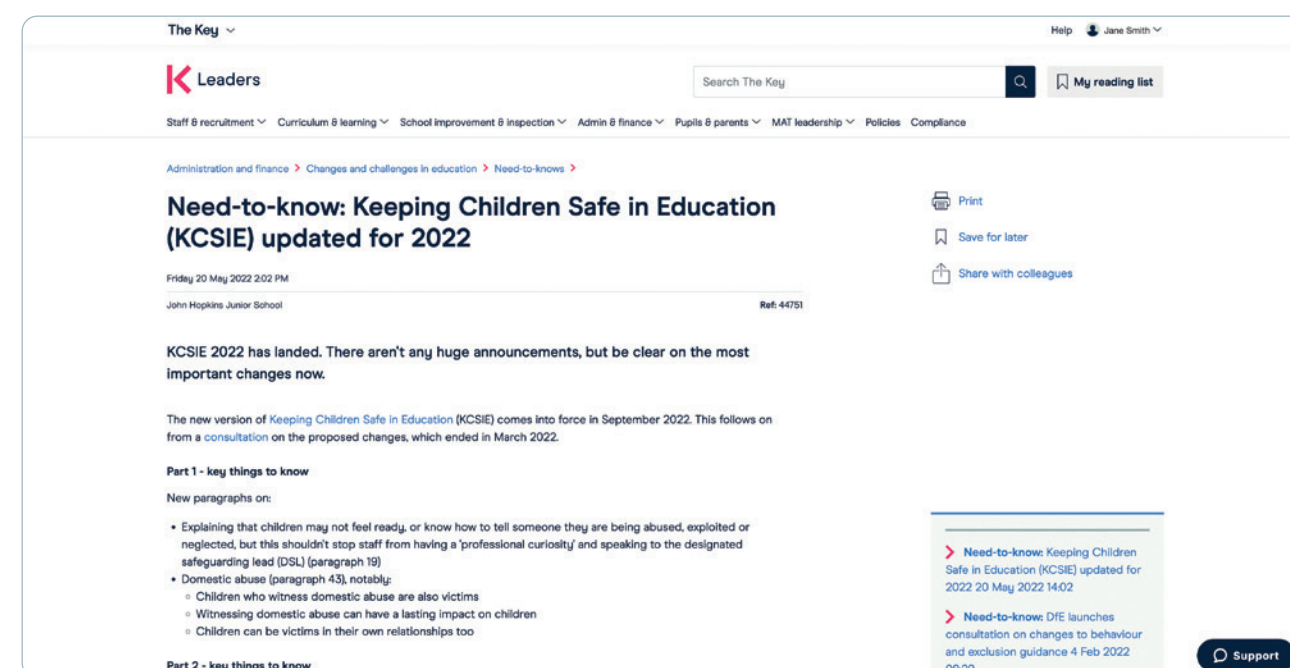 The Key
Help Jane Smith
K Leaders
Search The Key
My reading list
Staff & recruitment Curriculum & learning School improvement & inspection Admin & finance Pupils & parents MAT leadership Policies Compliance
Administration and finance > Changes and challenges in education > Need-to-knows >
Need-to-know: Keeping Children Safe in Education
(KCSIE) updated for 2022
Friday 20 May 2022 2:02 PM
John Hopkins Junior School Ref: 44751
Print
Save for later
Share with colleagues
KCSIE 2022 has landed. There aren't any huge announcements, but be clear on the most
important changes now.
The new version of Keeping Children Safe in Education (KCSIE) comes into force in September 2022. This follows on
from a consultation on the proposed changes, which ended in March 2022.
Part 1 - key things to know
New paragraphs on:
• Explaining that children may not feel ready, or know how to tell someone they are being abused, exploited or
neglected, but this shouldn't stop staff from having a 'professional curiosity' and speaking to the designated
safeguarding lead (DSL) (paragraph 19)
• Domestic abuse (paragraph 43), notably:
◦ Children who witness domestic abuse are also victims
◦ Witnessing domestic abuse can have a lasting impact on children
◦ Children can be victims in their own relationships too
Part 2 - key things to know
> Need-to-know: Keeping Children
Safe in Education (KCSIE) updated for
2022 20 May 2022 14:02
> Need-to-know: DfE launches
consultation on changes to behaviour
and exclusion guidance 4 Feb 2022
Support